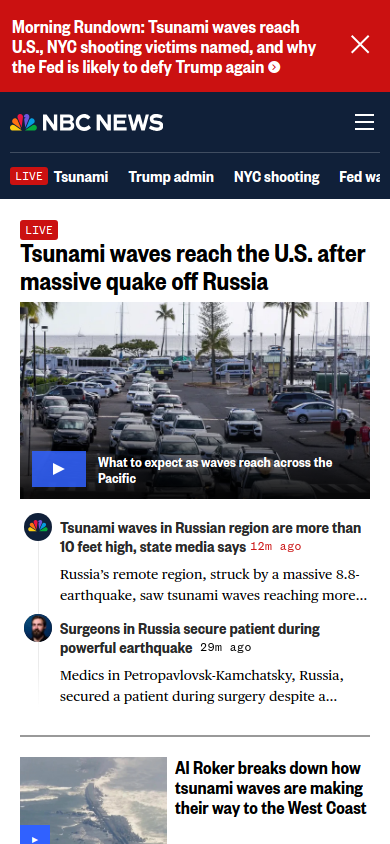 Morning Rundown: Tsunami waves reach
U.S., NYC shooting victims named, and why
the Fed is likely to defy Trump again
NBC NEWS
LIVE Tsunami Trump admin NYC shooting Fed
LIVE
Tsunami waves reach the U.S. after
massive quake off Russia
What to expect as waves reach across the
Pacific
Tsunami waves in Russian region are more than
10 feet high, state media says 12m ago
Russia's remote region, struck by a massive 8.8-
earthquake, saw tsunami waves reaching more...
Surgeons in Russia secure patient during
powerful earthquake 29m ago
Medics in Petropavlovsk-Kamchatsky, Russia,
secured a patient during surgery despite a...
Al Roker breaks down how
tsunami waves are making
their way to the West Coast